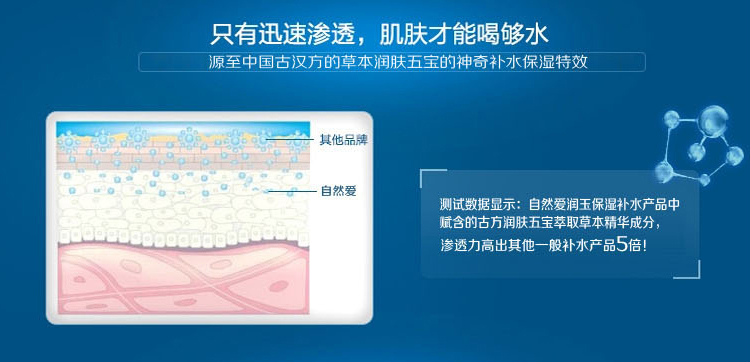 只有迅速渗透，肌肤才能喝够水
源至中国古汉方的草本润肤五宝的神奇补水保湿特效
其他品牌
自然爱
测试数据显示：自然爱润玉保湿补水产品中
赋含的古方润肤五宝萃取草本精华成分，
渗透力高出其他一般补水产品5倍！